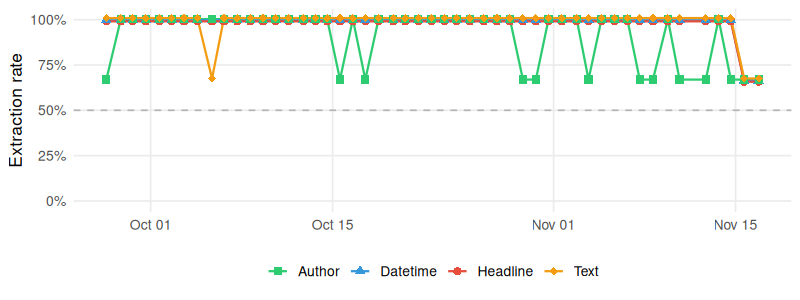 Extraction rate
100%
75%
50%
25%
0%
Oct 01 Oct 15 Nov 01 Nov 15
Author Datetime Headline Text